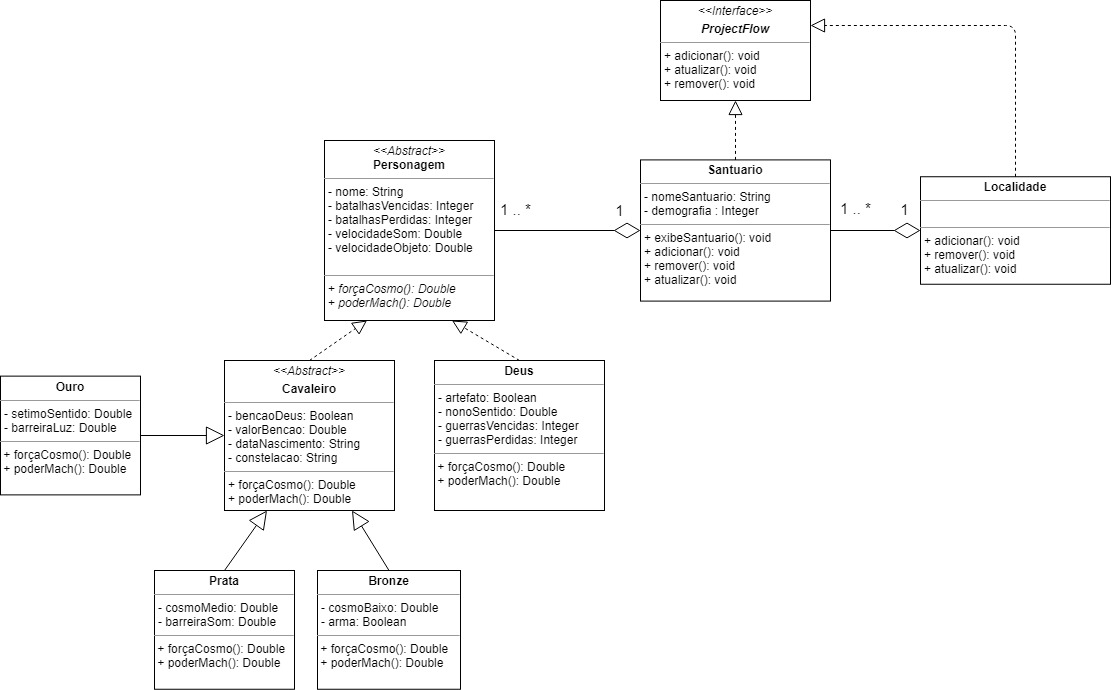 <<Interface>>
ProjectFlow
+ adicionar(): void
+ atualizar(): void
+ remover(): void
<<Abstract>>
Personagem
- nome: String
- batalhasVencidas: Integer
- batalhasPerdidas: Integer
- velocidadeSom: Double
- velocidadeObjeto: Double
+ forçaCosmo(): Double
+ poderMach(): Double
1 .. *
1
Santuario
- nomeSantuario: String
- demografia : Integer
+ exibeSantuario(): void
+ adicionar(): void
+ remover(): void
+ atualizar(): void
1 .. *
1
Localidade
+ adicionar(): void
+ remover(): void
+ atualizar(): void
Ouro
- setimoSentido: Double
- barreiraLuz: Double
+ forçaCosmo(): Double
+ poderMach(): Double
<<Abstract>>
Cavaleiro
- bencaoDeus: Boolean
- valorBencao: Double
- dataNascimento: String
- constelacao: String
+ forçaCosmo(): Double
+ poderMach(): Double
Deus
- artefato: Boolean
- nonoSentido: Double
- guerrasVencidas: Integer
- guerrasPerdidas: Integer
+ forçaCosmo(): Double
+ poderMach(): Double
Prata
- cosmoMedio: Double
- barreiraSom: Double
+ forçaCosmo(): Double
+ poderMach(): Double
Bronze
- cosmoBaixo: Double
- arma: Boolean
+ forçaCosmo(): Double
+ poderMach(): Double